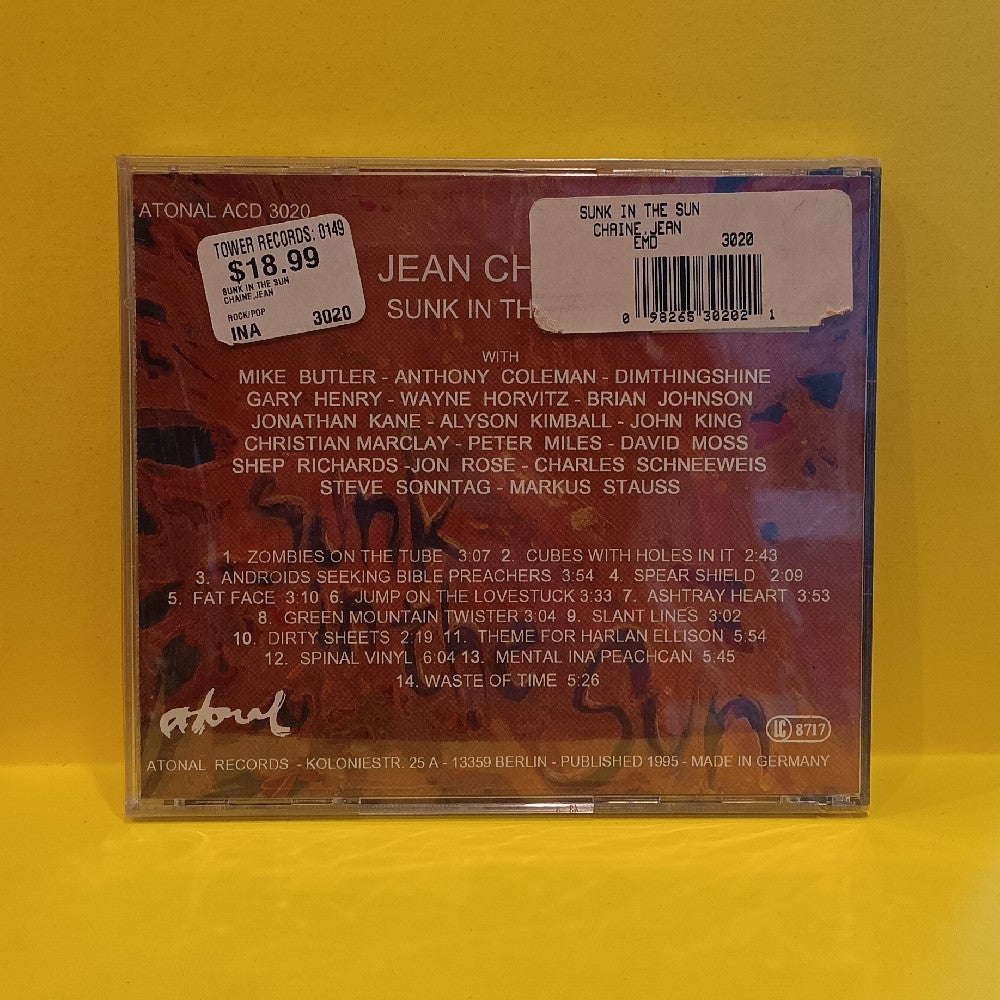 ATONAL ACD 3020
TOWER RECORDS: 0149
$18.99
SUNK IN THE SUN
CHAINE,JEAN
ROCK/POP
INA 3020
SUNK IN THE SUN
CHAINE,JEAN
EMD 3020
0 98265 30202 1
JEAN CH
SUNK IN TH
WITH
MIKE BUTLER - ANTHONY COLEMAN - DIMTHINGSHINE
GARY HENRY - WAYNE HORVITZ - BRIAN JOHNSON
JONATHAN KANE - ALYSON KIMBALL - JOHN KING
CHRISTIAN MARCLAY - PETER MILES - DAVID MOSS
SHEP RICHARDS -JON ROSE - CHARLES SCHNEEWEIS
STEVE SONNTAG - MARKUS STAUSS
Sunk
in the
Sun
1. ZOMBIES ON THE TUBE 3:07 2. CUBES WITH HOLES IN IT 2:43
3. ANDROIDS SEEKING BIBLE PREACHERS 3:54 4. SPEAR SHIELD 2:09
5. FAT FACE 3:10 6. JUMP ON THE LOVESTUCK 3:33 7. ASHTRAY HEART 3:53
8. GREEN MOUNTAIN TWISTER 3:04 9. SLANT LINES 3:02
10. DIRTY SHEETS 2:19 11. THEME FOR HARLAN ELLISON 5:54
12. SPINAL VINYL 6:04 13. MENTAL INA PEACHCAN 5:45
14. WASTE OF TIME 5:26
atonal
LC 8717
ATONAL RECORDS - KOLONIESTR. 25 A - 13359 BERLIN - PUBLISHED 1995 - MADE IN GERMANY